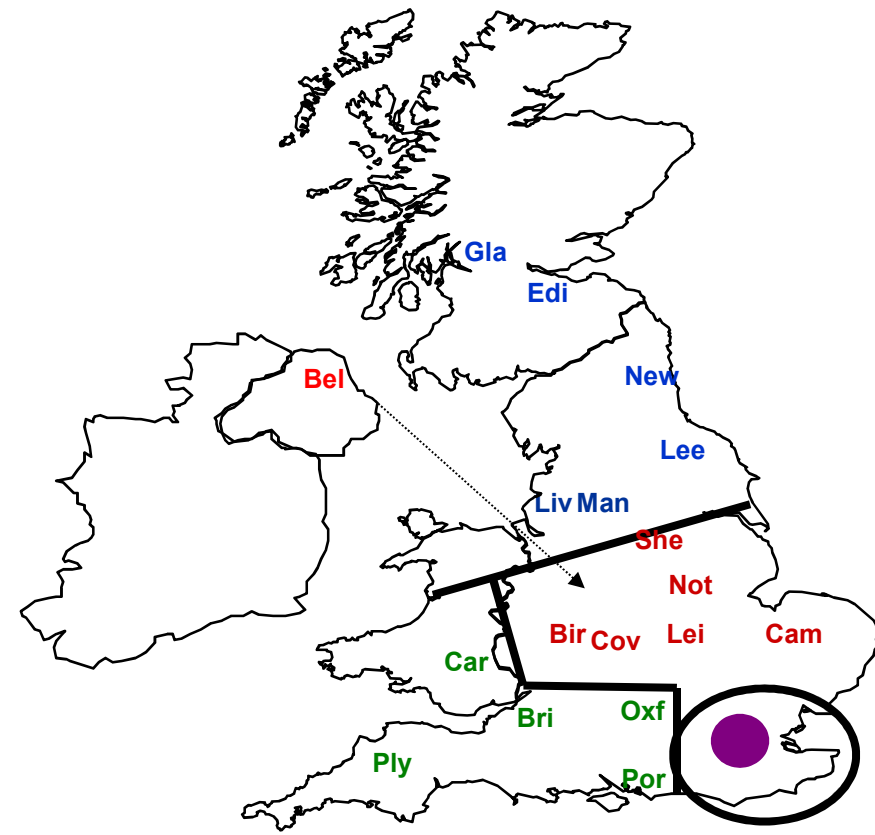 Gla
Edi
Bel
New
Lee
Liv Man
She
Not
Bir Cov Lei Cam
Car
Bri Oxf
Ply
Por